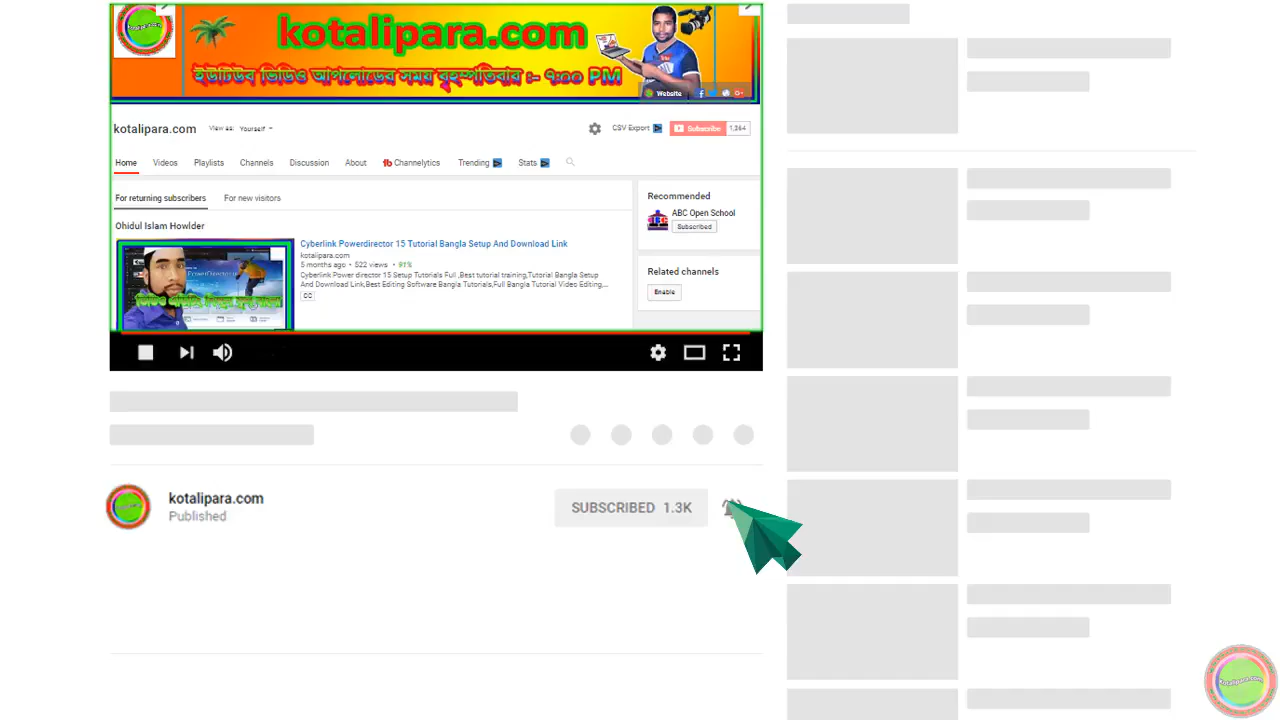 kotalipara.com
ইউটিউব ভিডিও আপলোডের সময় বৃহস্পতিবার :- ৭:০০ PM
Website
kotalipara.com
View as: Yourself
CSV Export
Subscribe 1,364
Home Videos Playlists Channels Discussion About Channelytics Trending Stats
For returning subscribers For new visitors
Ohidul Islam Howlder
Cyberlink Powerdirector 15 Tutorial Bangla Setup And Download Link
kotalipara.com
5 months ago • 522 views • 91%
Cyberlink Power director 15 Setup Tutorials Full ,Best tutorial training,Tutorial Bangla Setup
And Download Link,Best Editing Software Bangla Tutorials,Full Bangla Tutorial Video Editing,...
CC
Recommended
ABC Open School
Subscribed
Related channels
Enable
kotalipara.com
Published
SUBSCRIBED 1.3K
Kotalipara.com